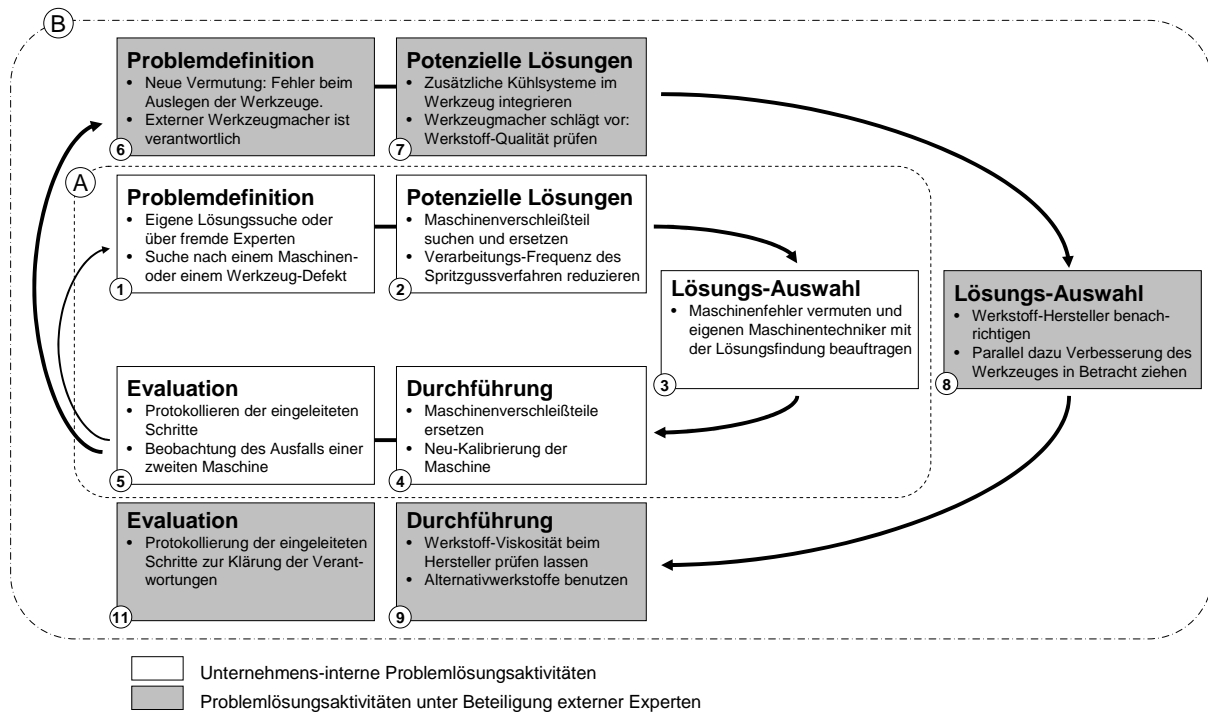 B
Problemdefinition
• Neue Vermutung: Fehler beim
Auslegen der Werkzeuge.
• Externer Werkzeugmacher ist
verantwortlich
6
Potenzielle Lösungen
• Zusätzliche Kühlsysteme im
Werkzeug integrieren
• Werkzeugmacher schlägt vor:
Werkstoff-Qualität prüfen
7
A
Problemdefinition
• Eigene Lösungssuche oder
über fremde Experten
• Suche nach einem Maschinen-
oder einem Werkzeug-Defekt
1
Potenzielle Lösungen
• Maschinenverschleißteil
suchen und ersetzen
• Verarbeitungs-Frequenz des
Spritzgussverfahren reduzieren
2
Lösungs-Auswahl
• Maschinenfehler vermuten und
eigenen Maschinentechniker mit
der Lösungsfindung beauftragen
3
Lösungs-Auswahl
• Werkstoff-Hersteller benach-
richtigen
• Parallel dazu Verbesserung des
Werkzeuges in Betracht ziehen
8
Evaluation
• Protokollieren der eingeleiteten
Schritte
• Beobachtung des Ausfalls einer
zweiten Maschine
5
Durchführung
• Maschinenverschleißteile
ersetzen
• Neu-Kalibrierung der
Maschine
4
Evaluation
• Protokollierung der eingeleiteten
Schritte zur Klärung der Verant-
wortungen
11
Durchführung
• Werkstoff-Viskosität beim
Hersteller prüfen lassen
• Alternativwerkstoffe benutzen
9
Unternehmens-interne Problemlösungsaktivitäten
Problemlösungsaktivitäten unter Beteiligung externer Experten